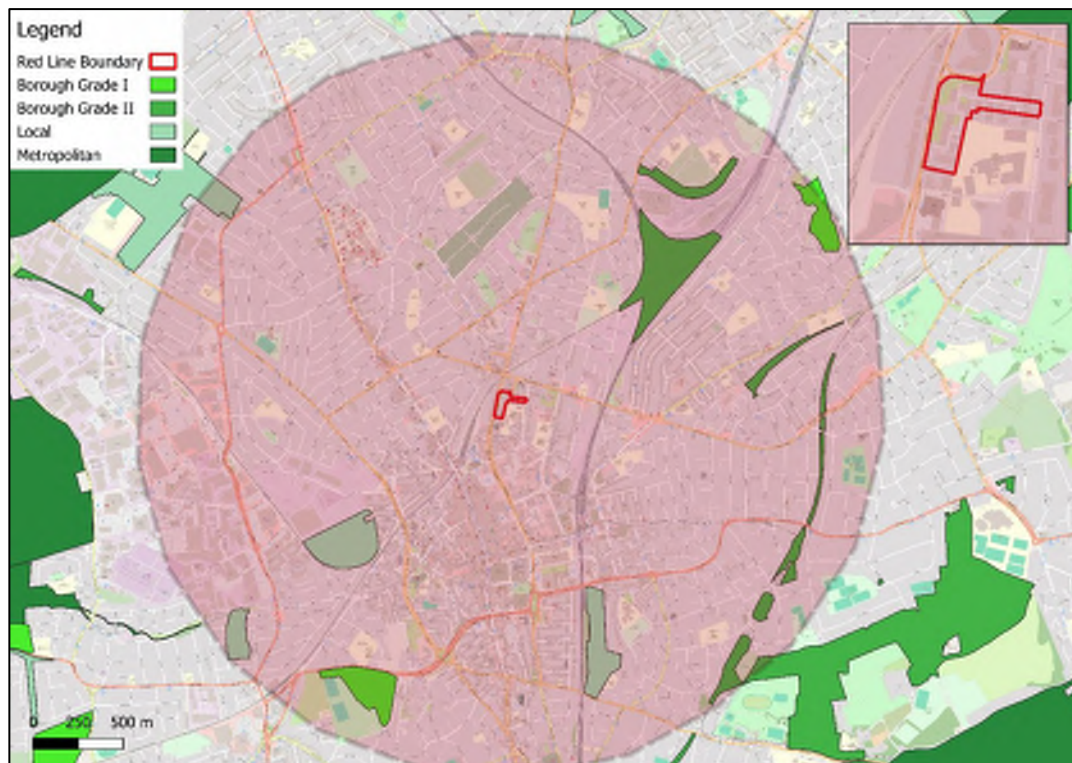 Legend
Red Line Boundary
Borough Grade I
Borough Grade II
Local
Metropolitan
0 250 500 m